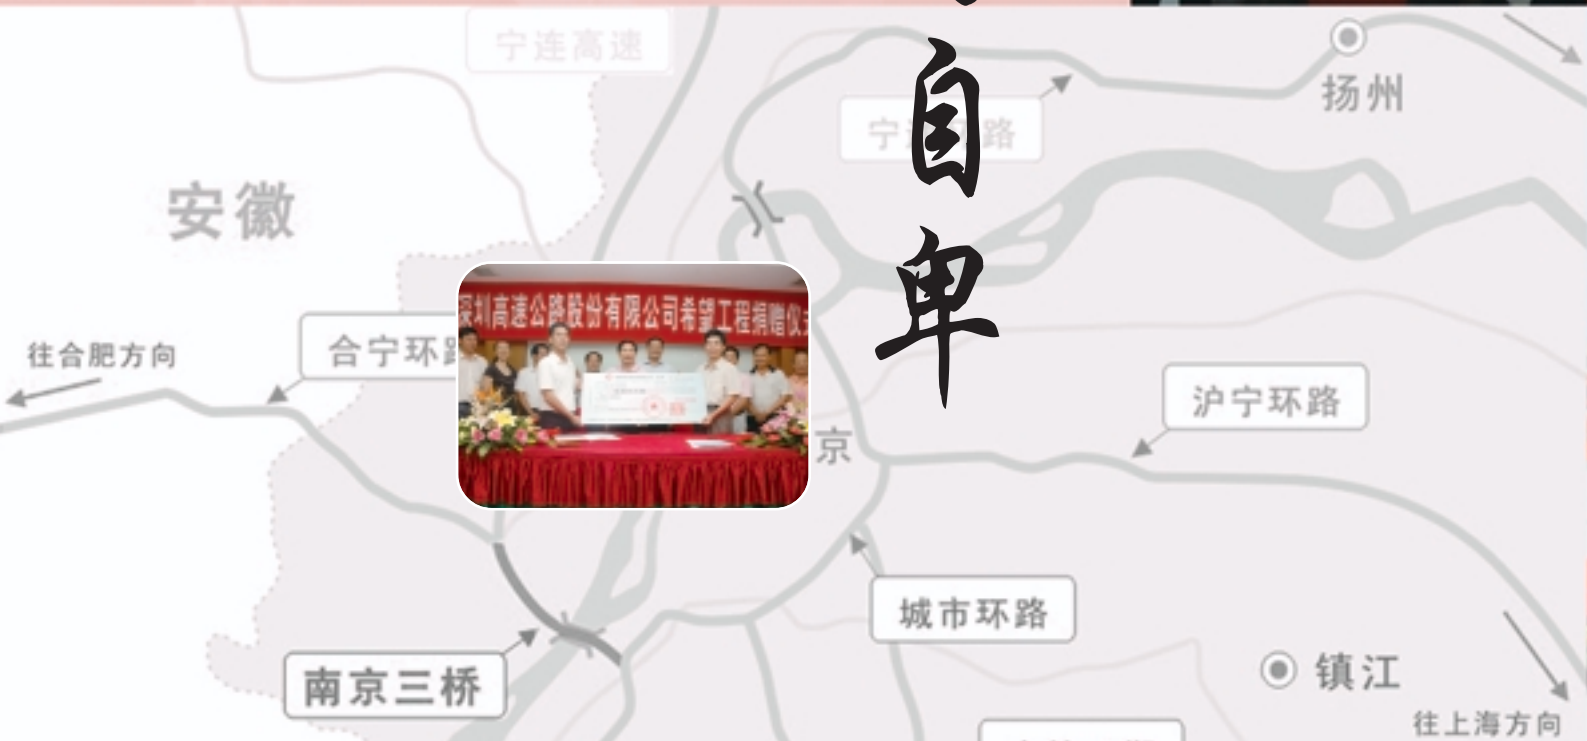 宁连高速
扬州
自
卑
安徽
深圳高速公路股份有限公司希望工程捐赠仪
往合肥方向
合宁环路
沪宁环路
京
城市环路
南京三桥
镇江
往上海方向